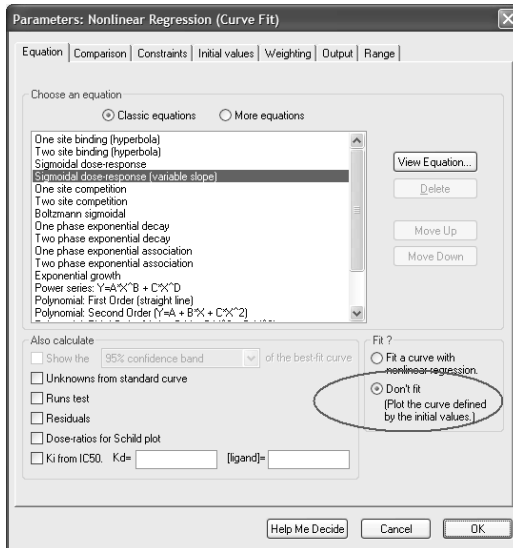 Parameters: Nonlinear Regression (Curve Fit)
Equation Comparison Constraints Initial values Weighting Output Range
Choose an equation
Classic equations More equations
One site binding (hyperbola)
Two site binding (hyperbola)
Sigmoidal dose-response
Sigmoidal dose-response (variable slope)
One site competition
Two site competition
Boltzmann sigmoidal
One phase exponential decay
Two phase exponential decay
One phase exponential association
Two phase exponential association
Exponential growth
Power series: Y=A*X^B + C*X^D
Polynomial: First Order (straight line)
Polynomial: Second Order (Y=A + B*X + C*X^2)
View Equation...
Delete
Move Up
Move Down
Also calculate
Show the 95% confidence band of the best-fit curve
Unknowns from standard curve
Runs test
Residuals
Dose-ratios for Schild plot
Ki from IC50. Kd= [ligand]=
Fit ?
Fit a curve with
nonlinear regression.
Don't fit
(Plot the curve defined
by the initial values.)
Help Me Decide Cancel OK